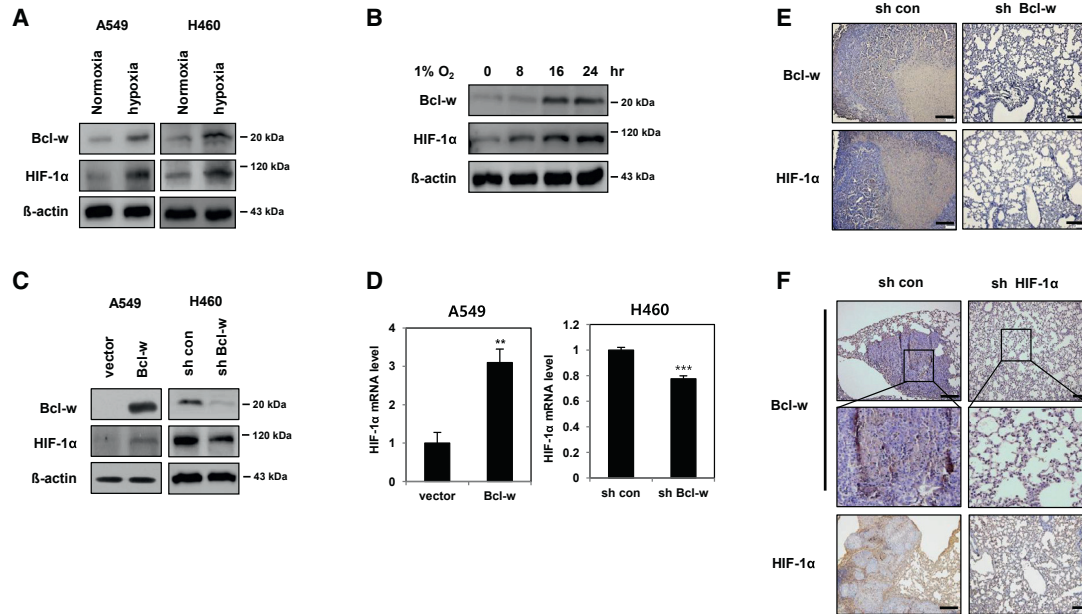 A
A549 H460
Normoxia hypoxia Normoxia hypoxia
Bcl-w 20 kDa
HIF-1α 120 kDa
ß-actin 43 kDa
B
1% O₂ 0 8 16 24 hr
Bcl-w 20 kDa
HIF-1α 120 kDa
ß-actin 43 kDa
C
A549 H460
vector Bcl-w sh con sh Bcl-w
Bcl-w 20 kDa
HIF-1α 120 kDa
ß-actin 43 kDa
D
A549
HIF-1α mRNA level
4
3
2
1
0
**
vector Bcl-w
H460
HIF-1α mRNA level
1.2
1
0.8
0.6
0.4
0.2
0
***
sh con sh Bcl-w
E
sh con sh Bcl-w
Bcl-w
HIF-1α
F
sh con sh HIF-1α
Bcl-w
HIF-1α